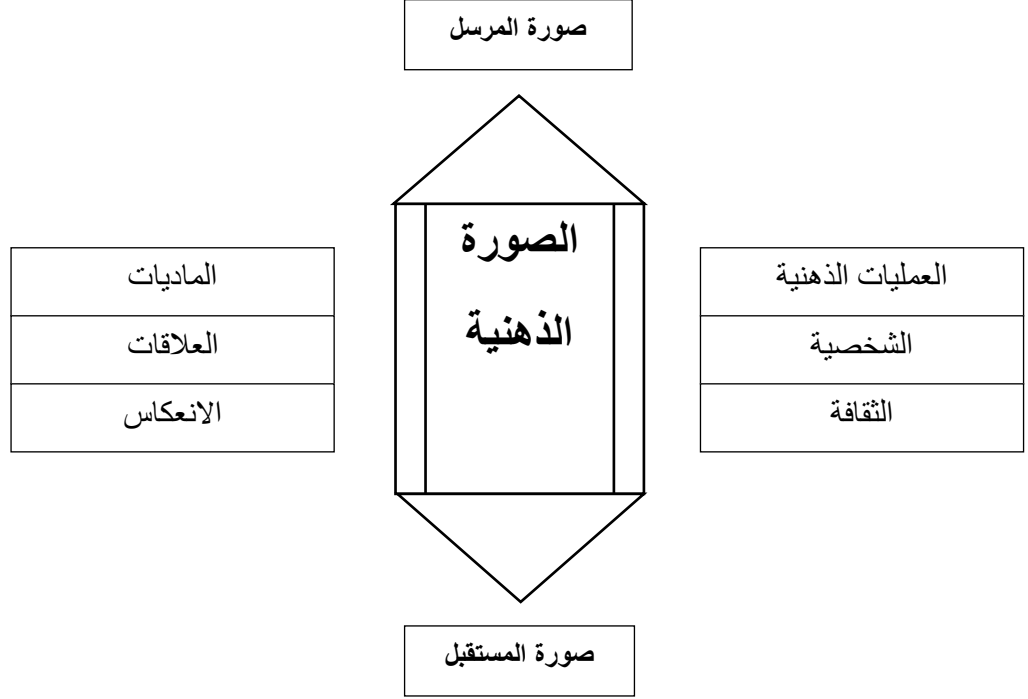 صورة المرسل
الصورة
الذهنية
العمليات الذهنية
الشخصية
الثقافة
الماديات
العلاقات
الانعكاس
صورة المستقبل